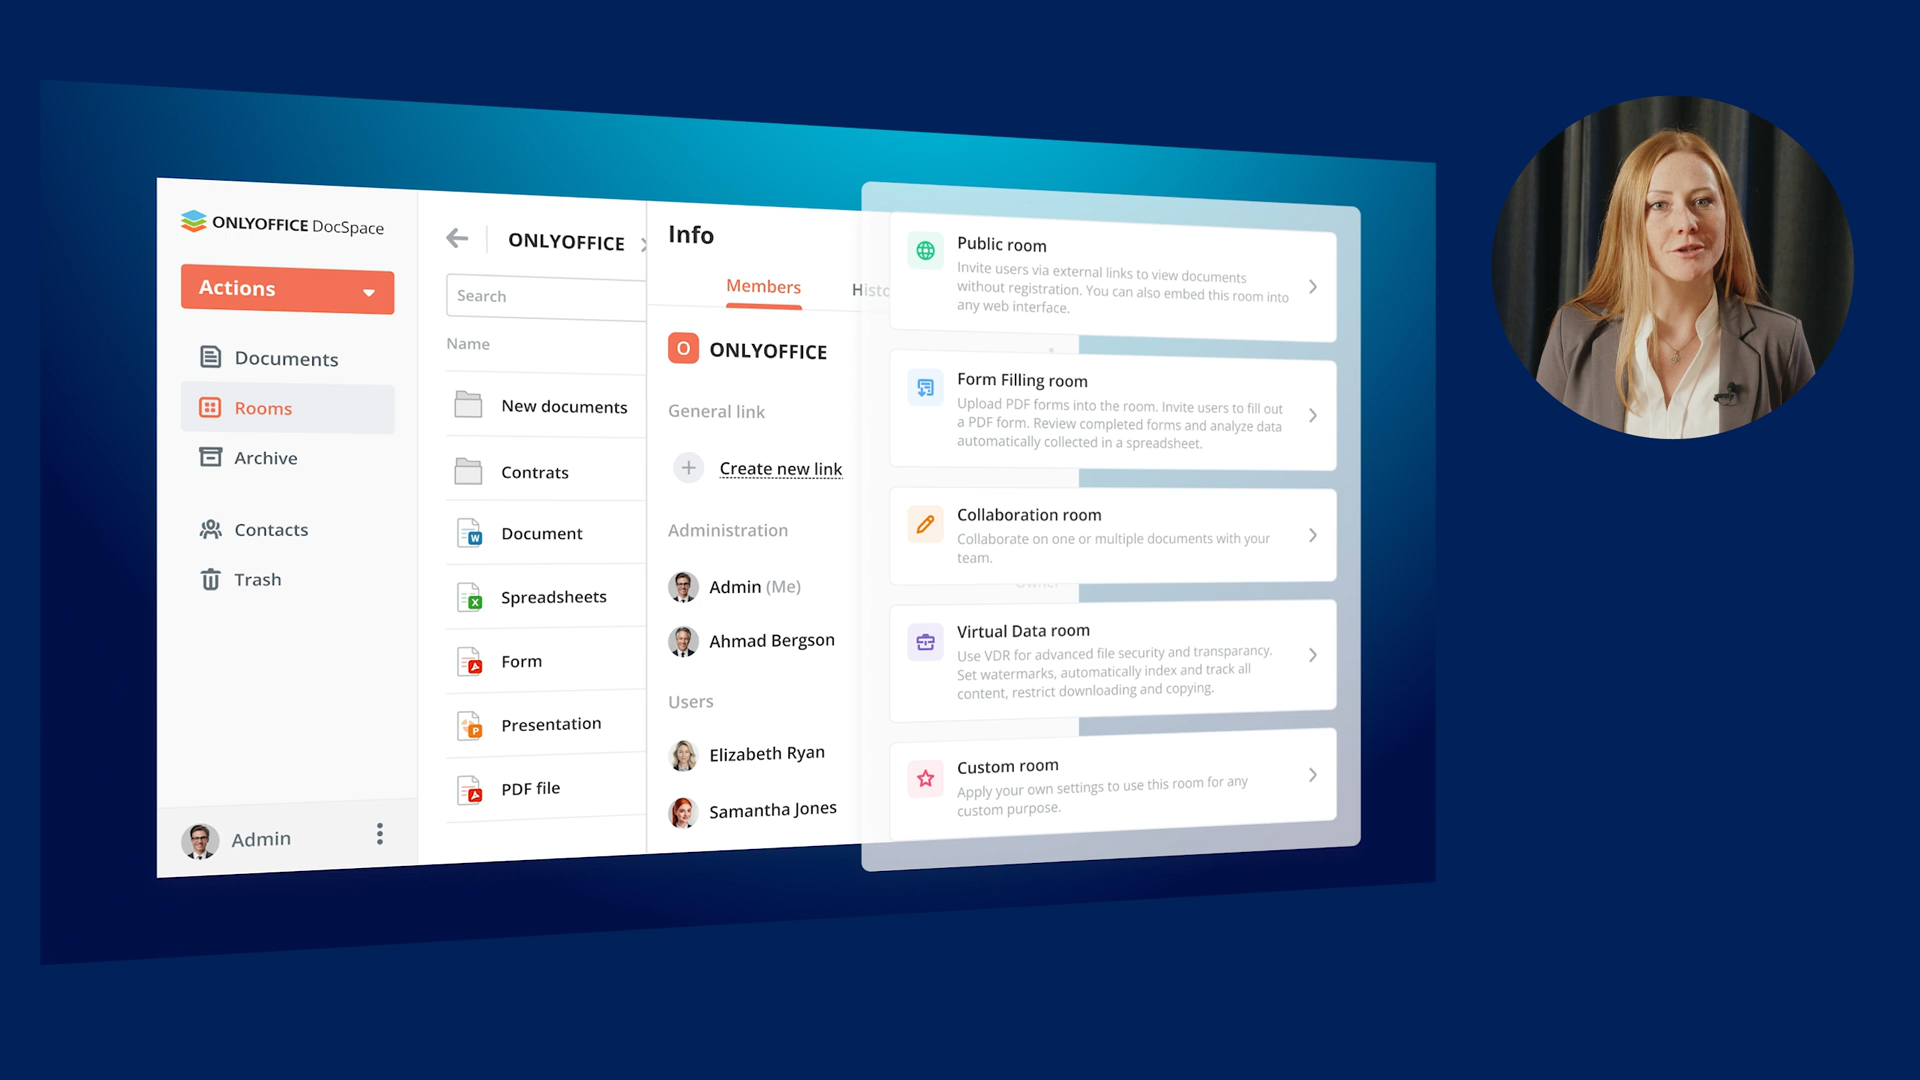 ONLYOFFICE DocSpace
Actions
Documents
Rooms
Archive
Contacts
Trash
Admin
ONLYOFFICE
Search
Name
New documents
Contrats
Document
Spreadsheets
Form
Presentation
PDF file
Info
Members
Histo
O ONLYOFFICE
General link
Create new link
Administration
Admin (Me)
Ahmad Bergson
Users
Elizabeth Ryan
Samantha Jones
Public room
Invite users via external links to view documents
without registration. You can also embed this room into
any web interface.
Form Filling room
Upload PDF forms into the room. Invite users to fill out
a PDF form. Review completed forms and analyze data
automatically collected in a spreadsheet.
Collaboration room
Collaborate on one or multiple documents with your
team.
Virtual Data room
Use VDR for advanced file security and transparancy.
Set watermarks, automatically index and track all
content, restrict downloading and copying.
Custom room
Apply your own settings to use this room for any
custom purpose.